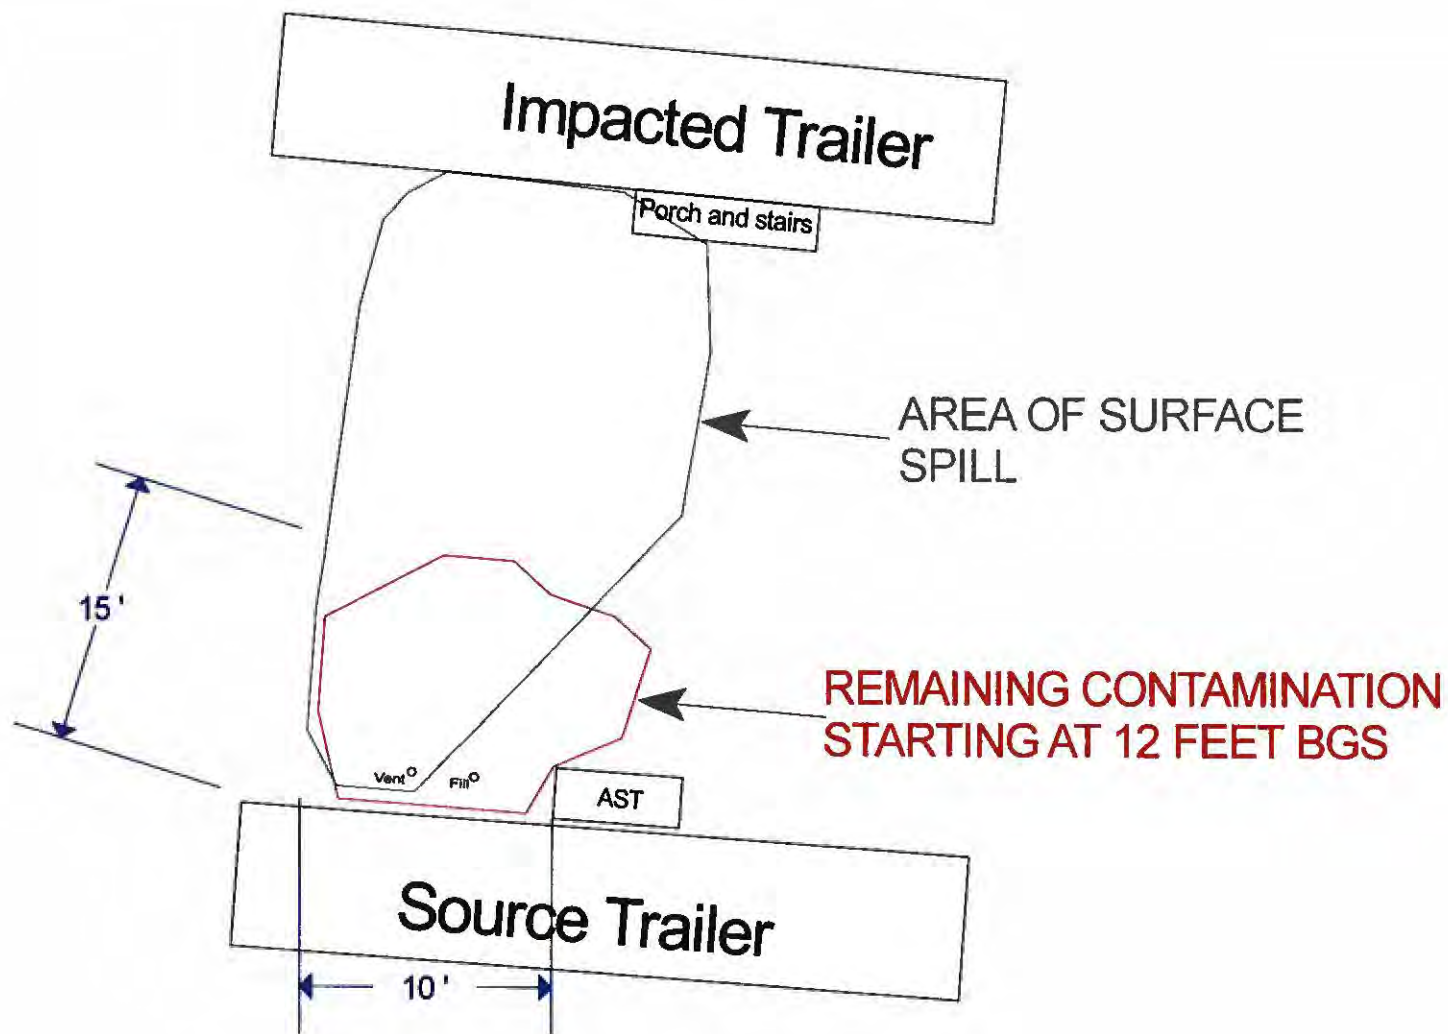 Impacted Trailer
Porch and stairs
AREA OF SURFACE
SPILL
15 '
REMAINING CONTAMINATION
STARTING AT 12 FEET BGS
Vent
Fill
AST
Source Trailer
10 '